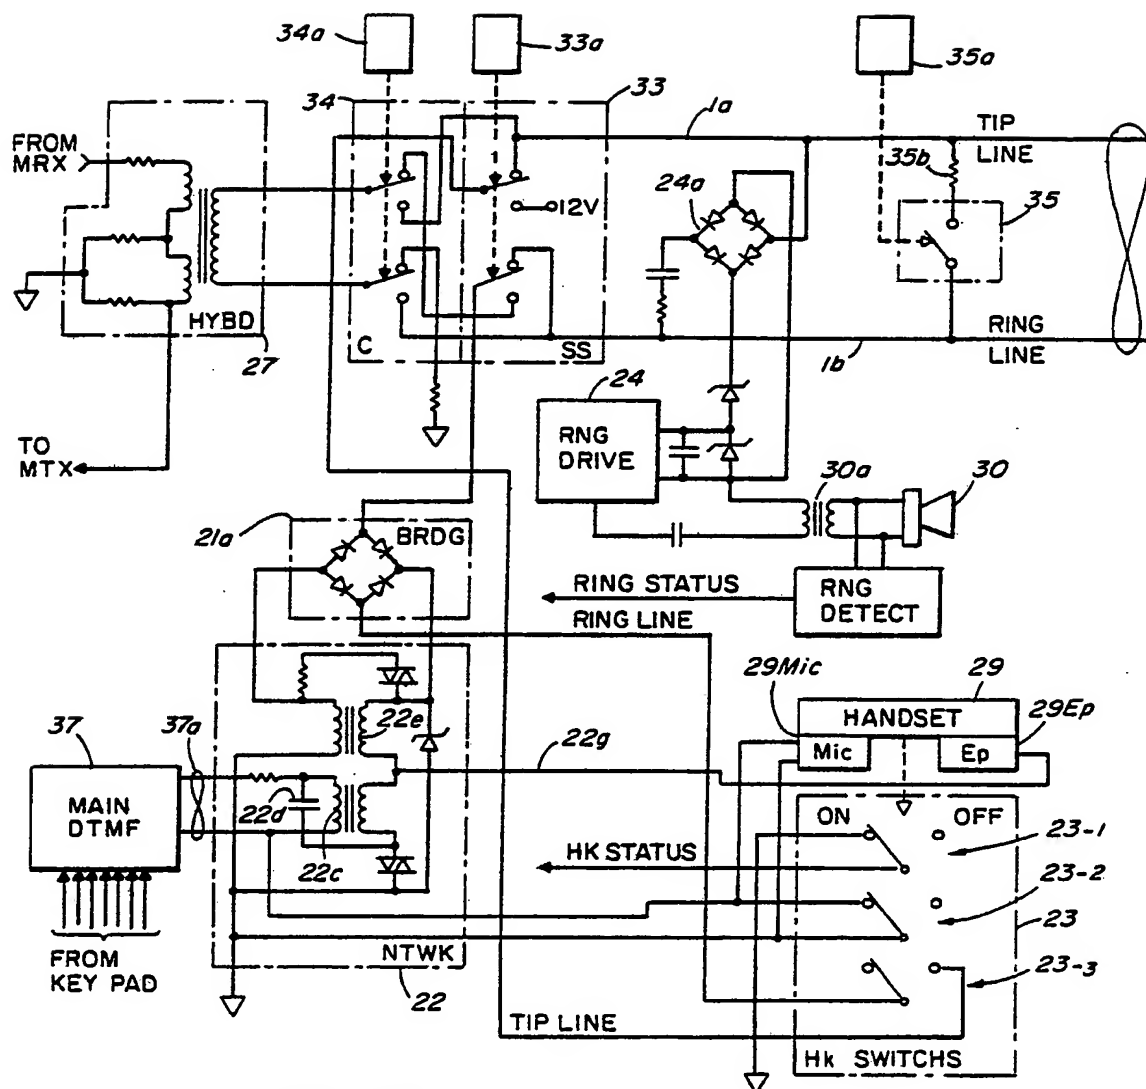 34a
33a
35a
34
33
1a
FROM
MRX
TIP
LINE
35b
24a
35
12V
HYBD
27
C
SS
RING
LINE
1b
24
TO
MTX
RNG
DRIVE
30a
30
21a
BRDG
RING STATUS
RNG
DETECT
RING LINE
29Mic
29
HANDSET
29Ep
Mic
Ep
22e
22g
37
37a
MAIN
DTMF
22d
22c
ON
OFF
23-1
HK STATUS
23-2
23
FROM
KEY PAD
NTWK
22
23-3
TIP LINE
Hk SWITCHS